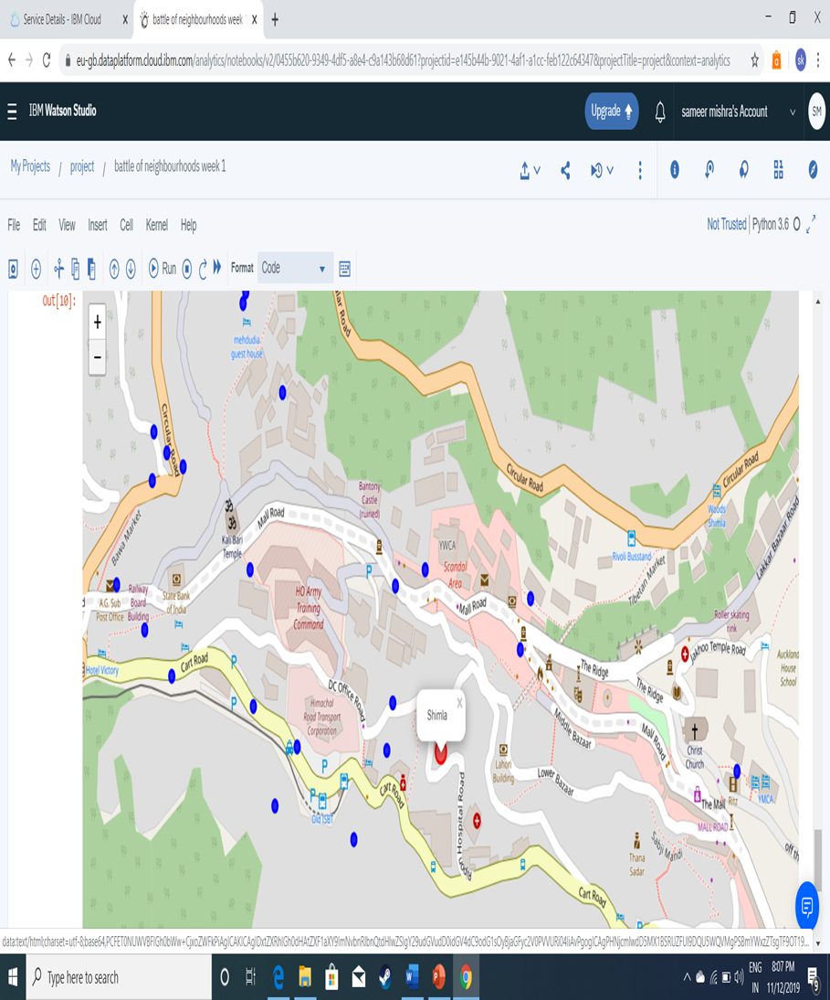 Service Details - IBM Cloud
battle of neighbourhoods week
eu-gb.dataplatform.cloud.ibm.com/analytics/notebooks/v2/0455b620-9349-4df5-a8e4-c9a143b68d61?projectid=e145b44b-9021-4af1-a1cc-feb122c64347&projectTitle=project&context=analytics
sk
IBM Watson Studio
Upgrade
sameer mishra's Account
SM
My Projects / project / battle of neighbourhoods week 1
File Edit View Insert Cell Kernel Help
Not Trusted | Python 3.6
Run
Format
Code
Out[10]:
+
−
ular Road
mehdudia
guest house
Circular Road
Circular Road
Circular Road
Bawa Market
Kali Bari
Temple
Mall Road
Bantony
Castle
(ruined)
YWCA
Scandal
Area
Woods
Shimla
Rivoli Busstand
Tibetan Market
Lakkar Bazaar Road
A.G. Sub
Post Office
Railway
Board
Building
State Bank
of India
HQ Army
Training
Command
P
Mall Road
Roller skating
rink
Jakhoo Temple Road
Auckland
House
School
The Ridge
The Ridge
Hotel Victory
Cart Road
P
P
DC Office Road
Himachal
Road Transport
Corporation
Shimla
x
Middle Bazaar
Mall Road
Christ
Church
Lahori
Building
Lower Bazaar
P
P
Old ISBT
Cart Road
Ripon Hospital Road
The Mall
MALL ROAD
Ritz
YMCA
Sabji Mandi
Thana
Sadar
off th
Cart Road
Type here to search
ENG
IN
8:07 PM
11/12/2019
9